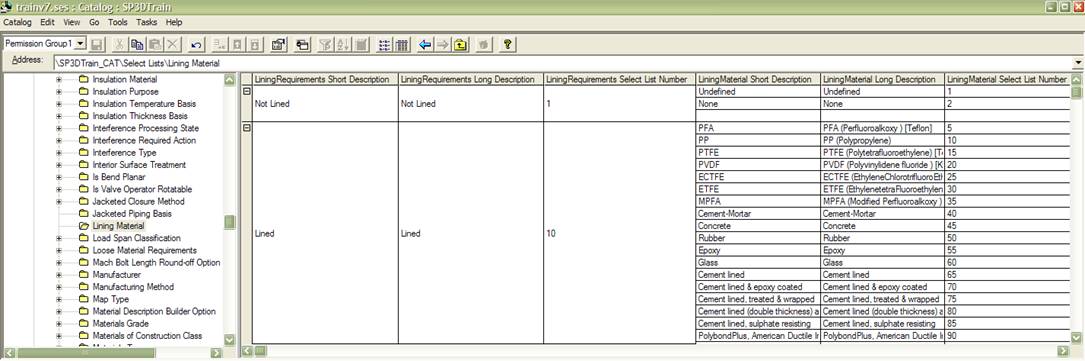 trainv7.ses : Catalog : SP3DTrain
Catalog Edit View Go Tools Tasks Help
Permission Group1
Address: \SP3DTrain_CAT\Select Lists\Lining Material
Insulation Material
Insulation Purpose
Insulation Temperature Basis
Insulation Thickness Basis
Interference Processing State
Interference Required Action
Interference Type
Interior Surface Treatment
Is Bend Planar
Is Valve Operator Rotatable
Jacketed Closure Method
Jacketed Piping Basis
Lining Material
Load Span Classification
Loose Material Requirements
Mach Bolt Length Round-off Option
Manufacturer
Manufacturing Method
Map Type
Material Description Builder Option
Materials Grade
Materials of Construction Class
LiningRequirements Short Description LiningRequirements Long Description LiningRequirements Select List Number LiningMaterial Short Description LiningMaterial Long Description LiningMaterial Select List Number
Not Lined Not Lined 1
Undefined Undefined 1
None None 2
Lined Lined 10
PFA PFA (Perfluoroalkoxy ) [Teflon] 5
PP PP (Polypropylene) 10
PTFE PTFE (Polytetrafluoroethylene) [T 15
PVDF PVDF (Polyvinylidene fluoride ) [K 20
ECTFE ECTFE (EthyleneChlorotrifluoroEt 25
ETFE ETFE (EthylenetetraFluoroethylen 30
MPFA MPFA (Modified Perfluoroalkoxy ) 35
Cement-Mortar Cement-Mortar 40
Concrete Concrete 45
Rubber Rubber 50
Epoxy Epoxy 55
Glass Glass 60
Cement lined Cement lined 65
Cement lined & epoxy coated Cement lined & epoxy coated 70
Cement lined, treated & wrapped Cement lined, treated & wrapped 75
Cement lined (double thickness) a Cement lined (double thickness) a 80
Cement lined, sulphate resisting Cement lined, sulphate resisting 85
PolybondPlus, American Ductile Ir PolybondPlus, American Ductile Ir 90